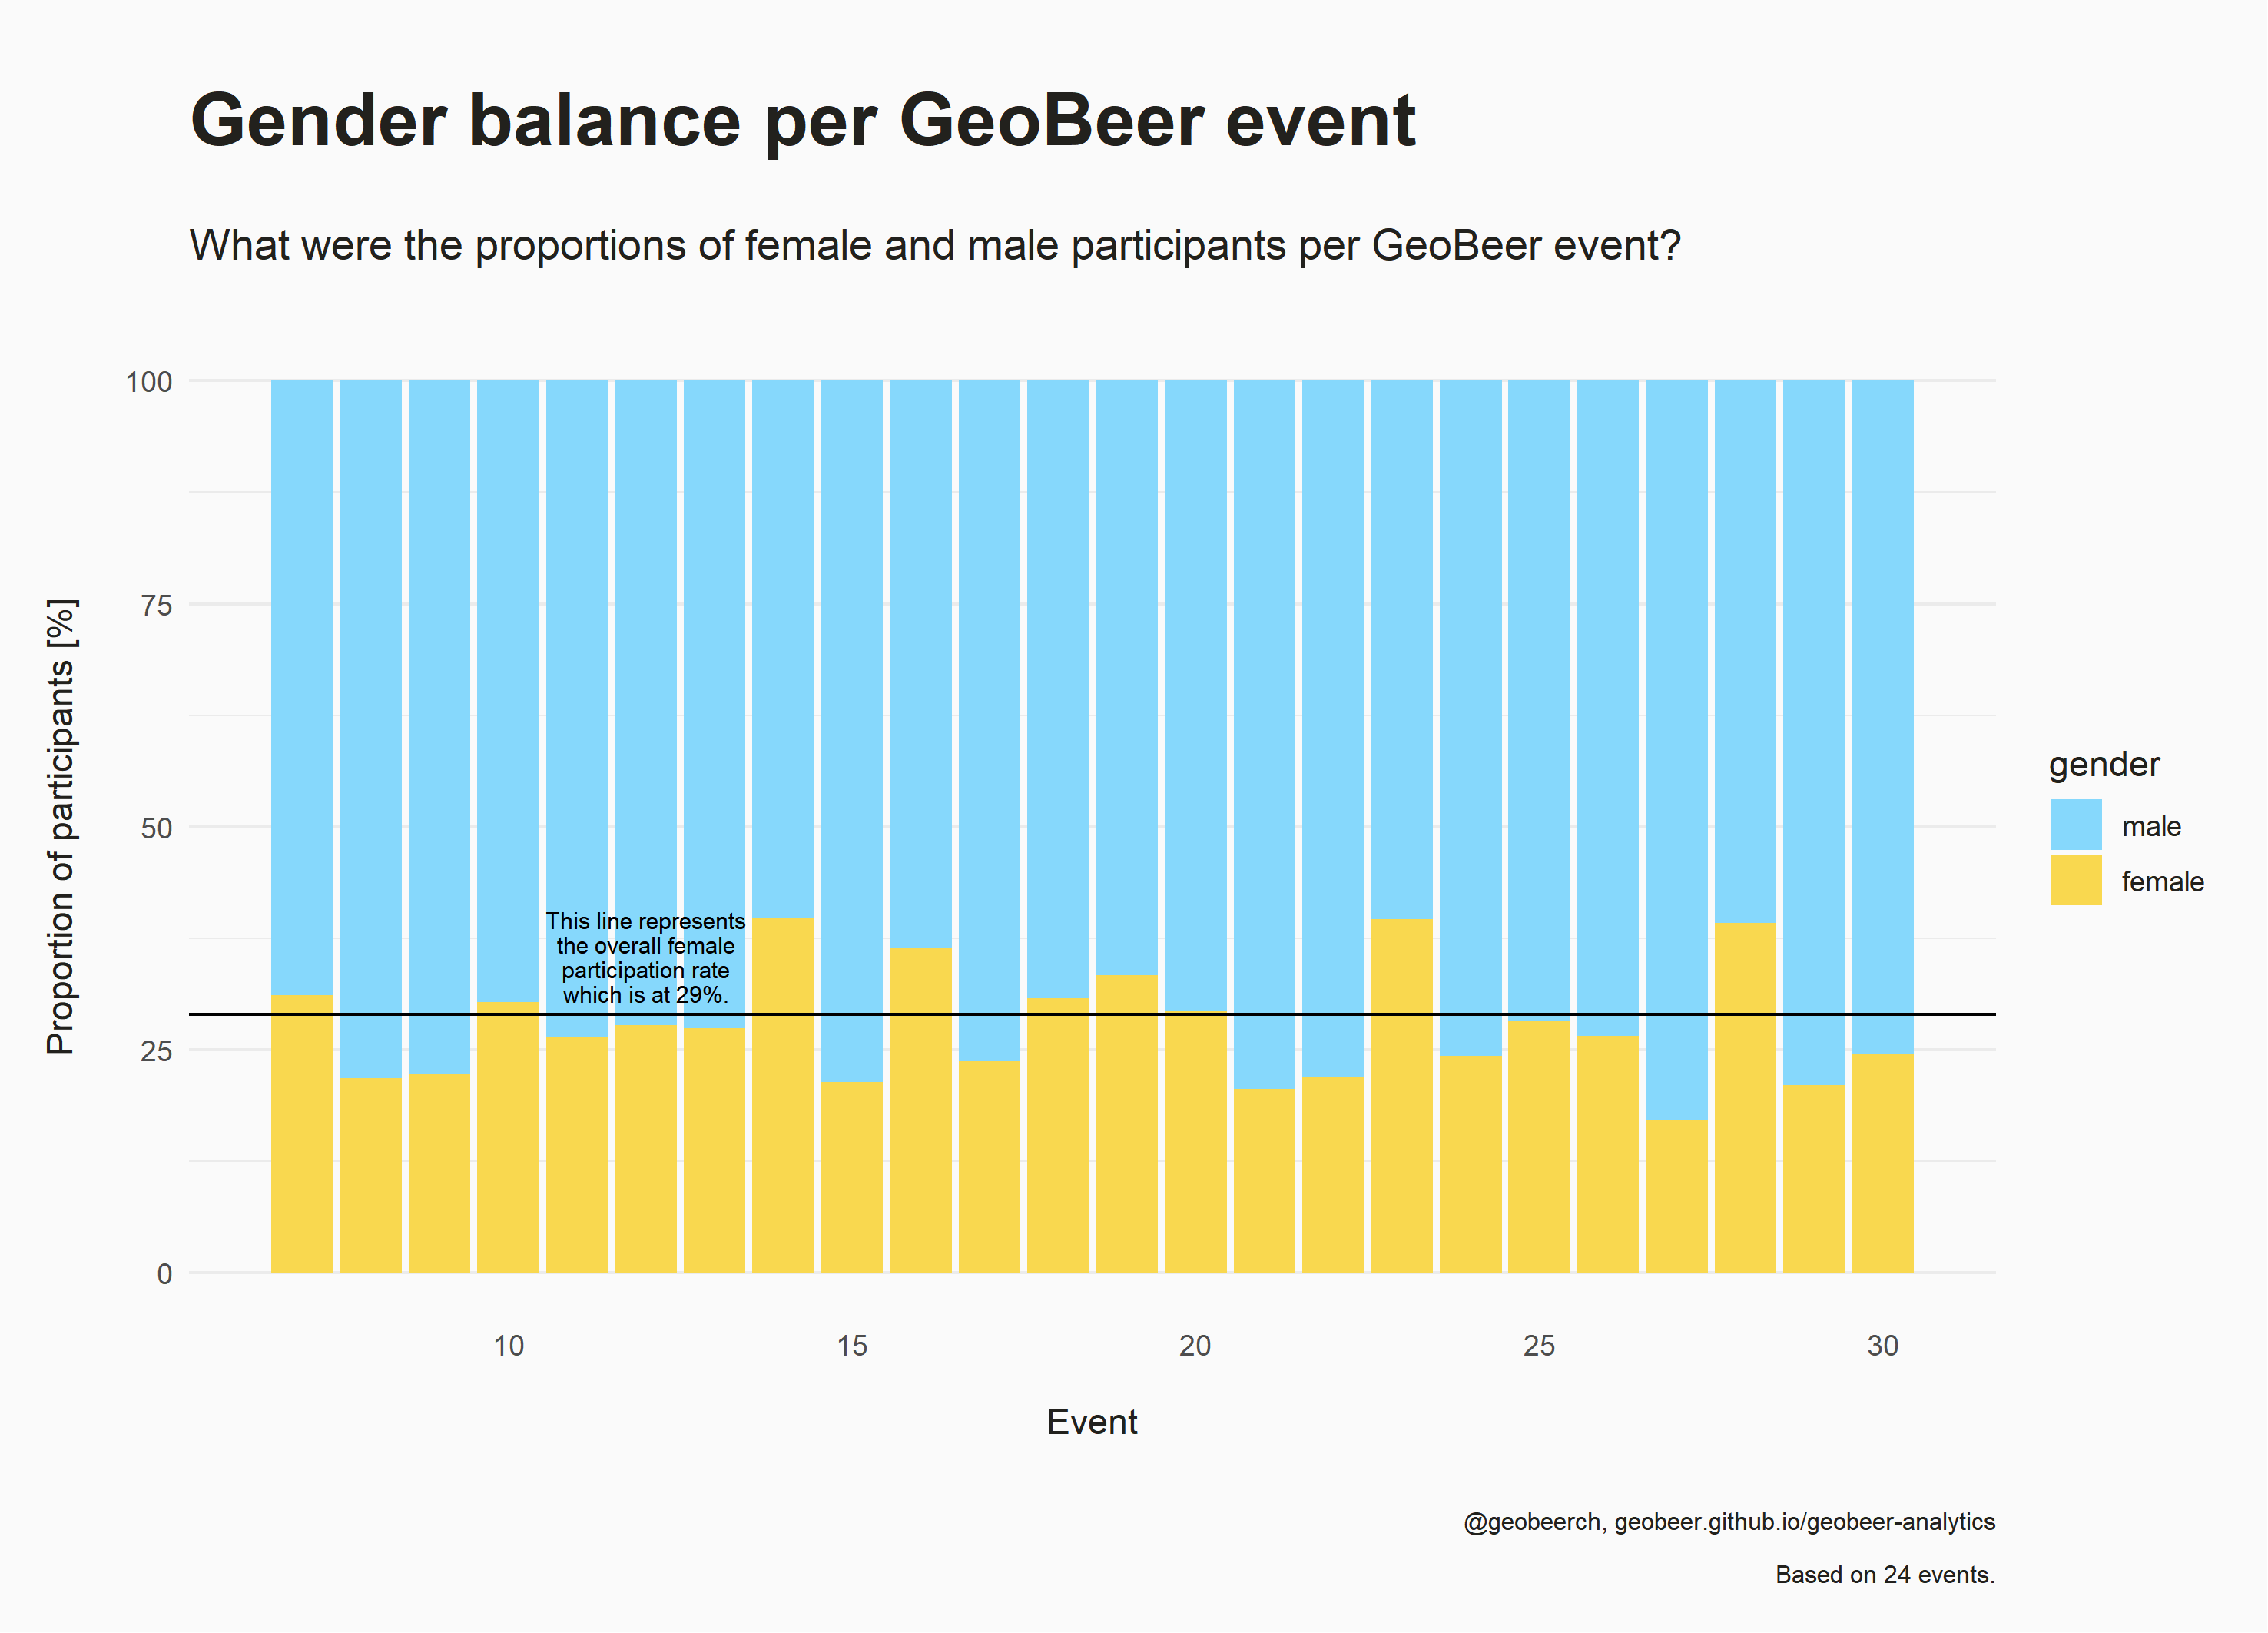 Gender balance per GeoBeer event
What were the proportions of female and male participants per GeoBeer event?
Proportion of participants [%]
100
75
50
25
0
This line represents
the overall female
participation rate
which is at 29%.
gender
male
female
10
15
20
25
30
Event
@geobeerch, geobeer.github.io/geobeer-analytics
Based on 24 events.